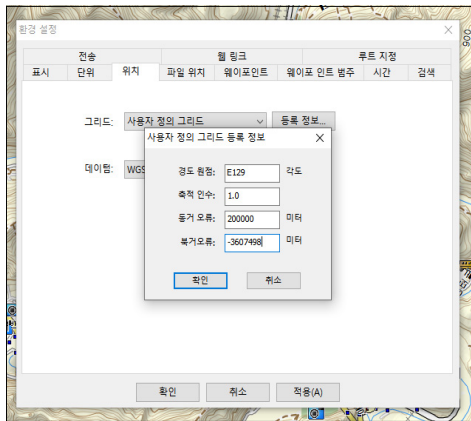 환경 설정
전송 웹 링크 루트 지정
표시 단위 위치 파일 위치 웨이포인트 웨이포 인트 범주 시간 검색
그리드: 사용자 정의 그리드 등록 정보...
데이텀: WGS
사용자 정의 그리드 등록 정보
경도 원점: E129 각도
축적 인수: 1.0
동거 오류: 200000 미터
북거오류: -3607498 미터
확인 취소
확인 취소 적용(A)
900